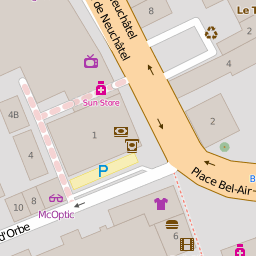 Neuchâtel
de Neuchâtel
8
Le T
Sun Store
4B
4
1
2
P
Place Bel-Air
B
10
8
McOptic
d'Orbe
6
4